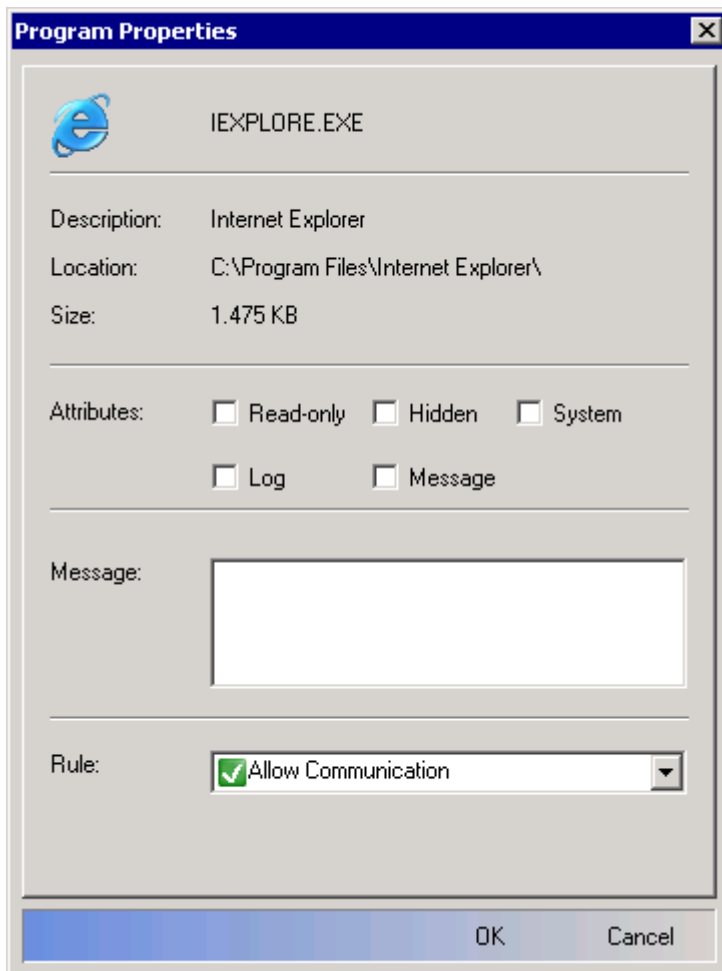 Program Properties
IEXPLORE.EXE
Description: Internet Explorer
Location: C:\Program Files\Internet Explorer\
Size: 1.475 KB
Attributes: Read-only Hidden System
Log Message
Message:
Rule: Allow Communication
OK Cancel